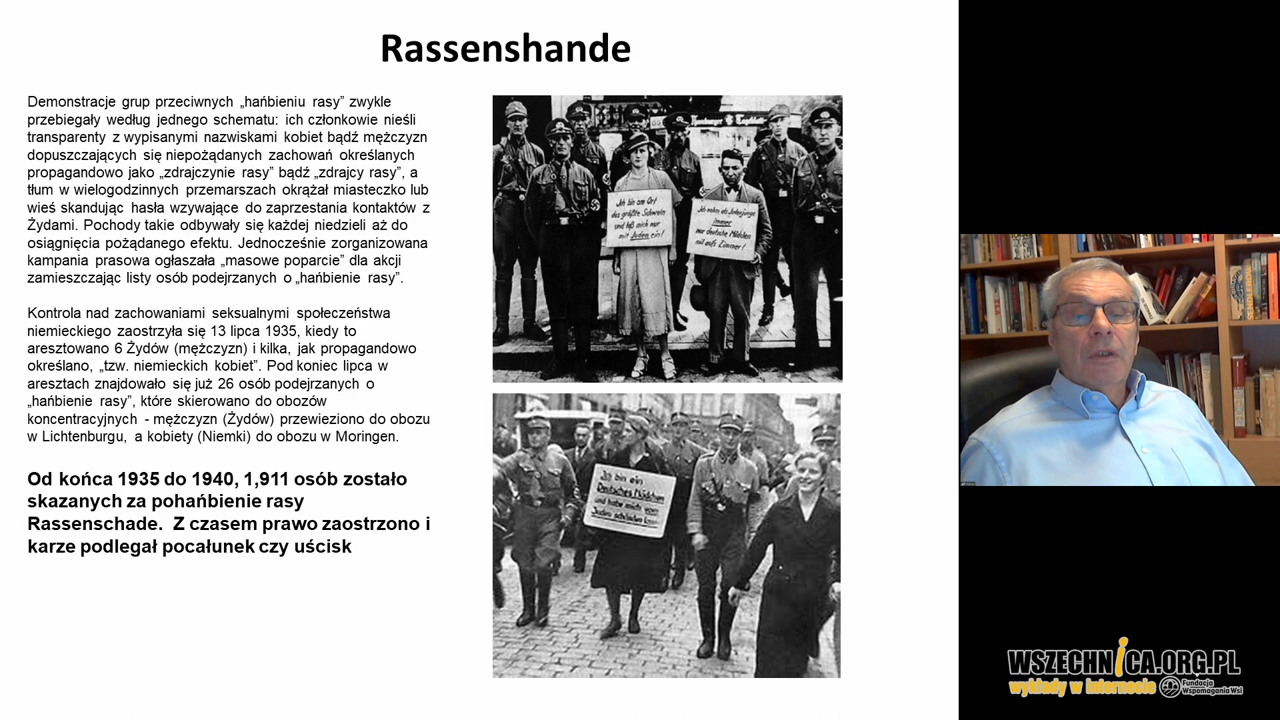 Rassenshande
Demonstracje grup przeciwnych „hańbieniu rasy” zwykle
przebiegały według jednego schematu: ich członkowie nieśli
transparenty z wypisanymi nazwiskami kobiet bądź mężczyzn
dopuszczających się niepożądanych zachowań określanych
propagandowo jako „zdrajczynie rasy” bądź „zdrajcy rasy”, a
tłum w wielogodzinnych przemarszach okrążał miasteczko lub
wieś skandując hasła wzywające do zaprzestania kontaktów z
Żydami. Pochody takie odbywały się każdej niedzieli aż do
osiągnięcia pożądanego efektu. Jednocześnie zorganizowana
kampania prasowa ogłaszała „masowe poparcie” dla akcji
zamieszczając listy osób podejrzanych o „hańbienie rasy”.
Kontrola nad zachowaniami seksualnymi społeczeństwa
niemieckiego zaostrzyła się 13 lipca 1935, kiedy to
aresztowano 6 Żydów (mężczyzn) i kilka, jak propagandowo
określano, „tzw. niemieckich kobiet”. Pod koniec lipca w
aresztach znajdowało się już 26 osób podejrzanych o
„hańbienie rasy”, które skierowano do obozów
koncentracyjnych - mężczyzn (Żydów) przewieziono do obozu
w Lichtenburgu, a kobiety (Niemki) do obozu w Moringen.
Od końca 1935 do 1940, 1,911 osób zostało
skazanych za pohańbienie rasy
Rassenschade. Z czasem prawo zaostrzono i
karze podlegał pocałunek czy uścisk
Ich bin am Ort
das größte Schwein
und laß mich nur
mit Juden ein!
Ich nehm als Judenjunge
immer
nur deutsche Mädchen
mit aufs Zimmer!
Ich bin ein
Deutsches Mädchen
und habe mich vom
Juden schänden
WSZECHNICA.ORG.PL
wykłady w internecie
Fundacja
Wspomagania Wsi